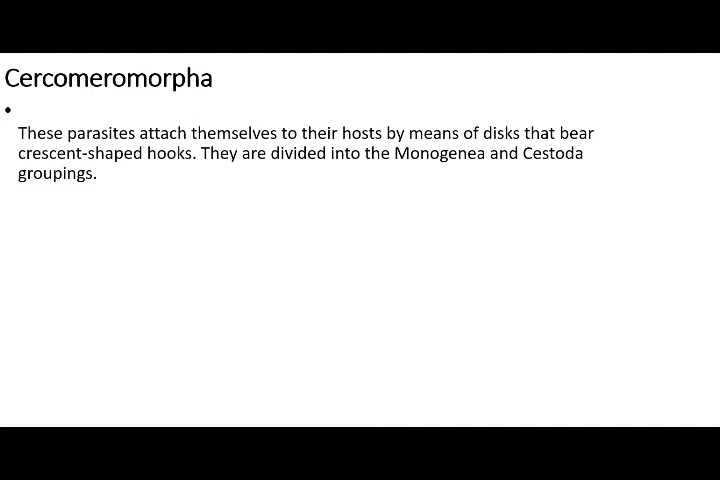 Cercomeromorpha
•
These parasites attach themselves to their hosts by means of disks that bear
crescent-shaped hooks. They are divided into the Monogenea and Cestoda
groupings.